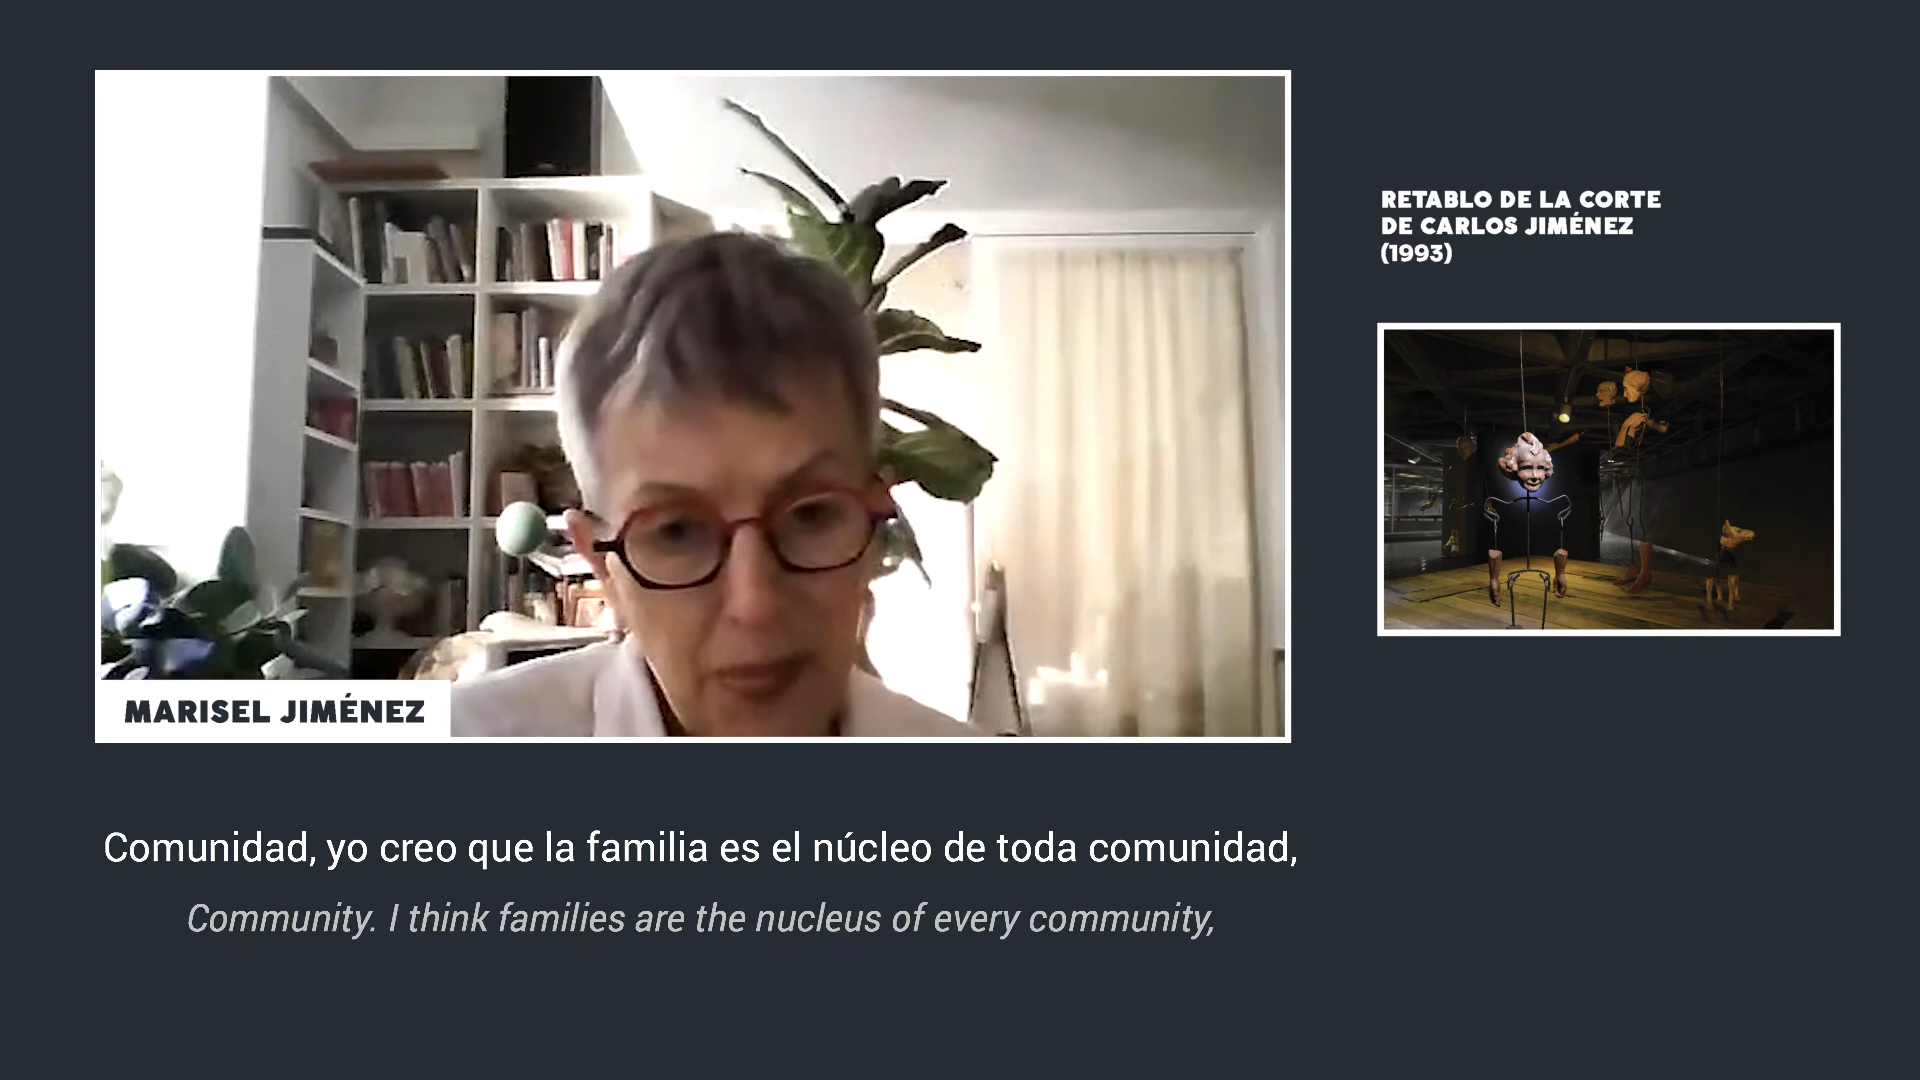 RETABLO DE LA CORTE
DE CARLOS JIMÉNEZ
(1993)
MARISEL JIMÉNEZ
Comunidad, yo creo que la familia es el núcleo de toda comunidad,
Community. I think families are the nucleus of every community,